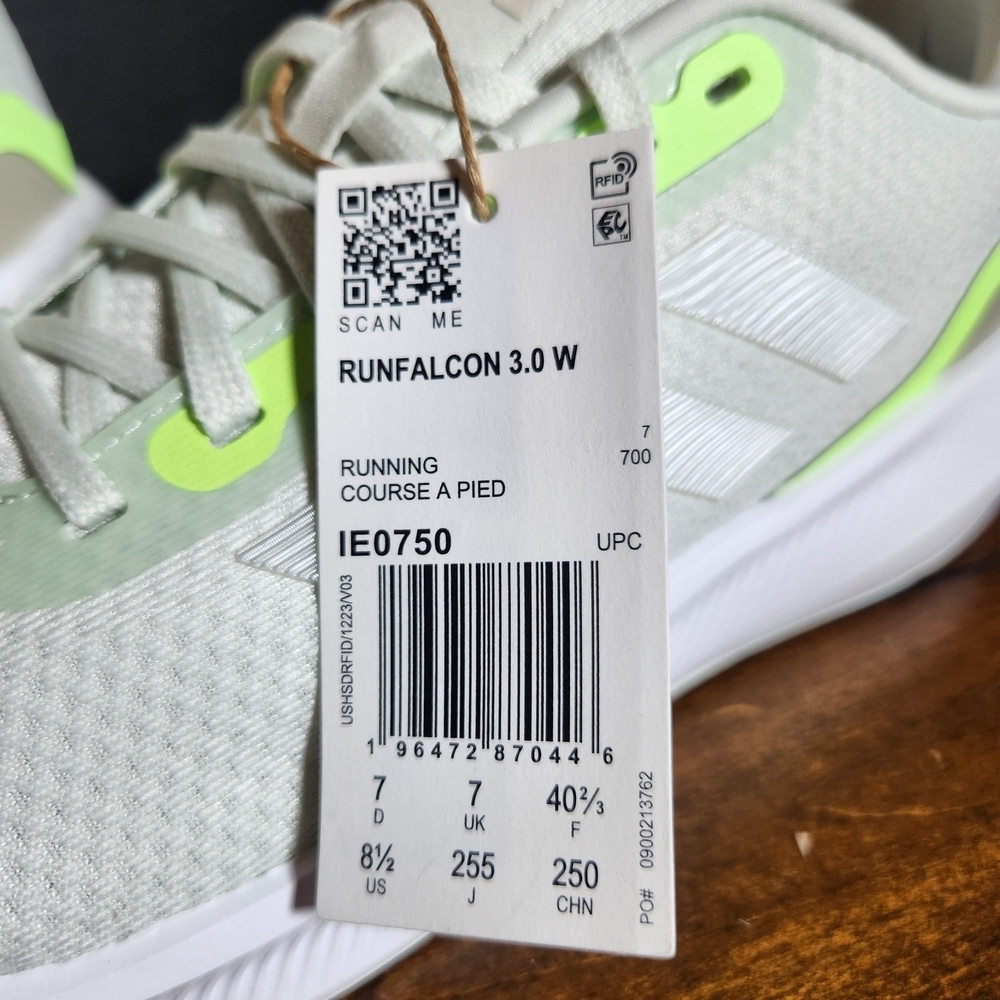 RFID
EPC™
SCAN ME
RUNFALCON 3.0 W
7
700
RUNNING
COURSE A PIED
IE0750
UPC
USHSDRFID/1223/V03
1 96472 87044 6
7 7 40⅔
D UK F
8½ 255 250
US J CHN
PO# 0900213762